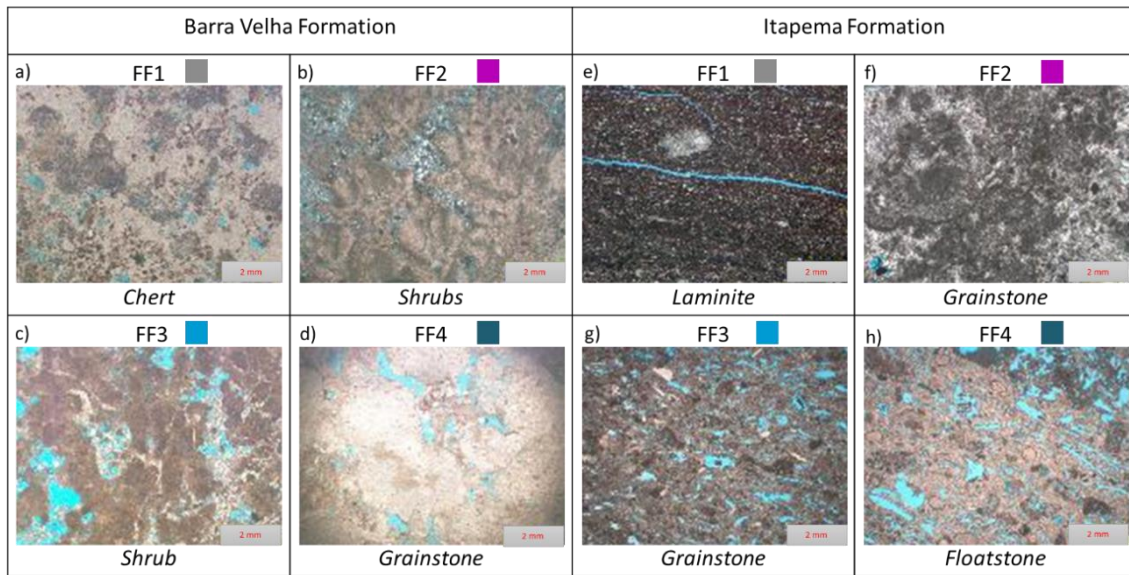 Barra Velha Formation
Itapema Formation
a) FF1
b) FF2
e) FF1
f) FF2
2 mm
2 mm
2 mm
2 mm
Chert
Shrubs
Laminite
Grainstone
c) FF3
d) FF4
g) FF3
h) FF4
2 mm
2 mm
2 mm
2 mm
Shrub
Grainstone
Grainstone
Floatstone